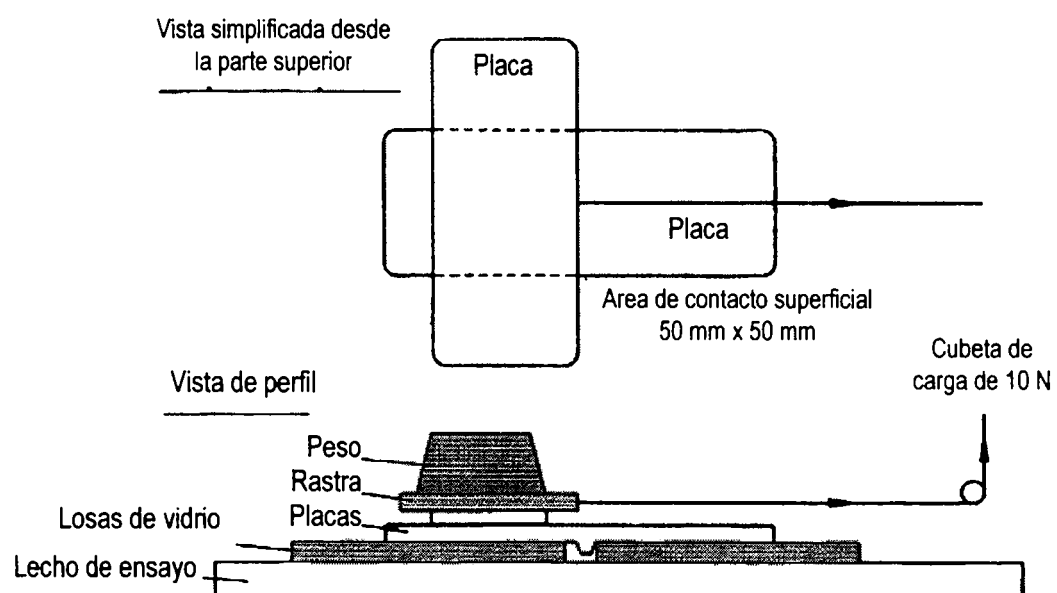 Vista simplificada desde
la parte superior
Placa
Placa
Area de contacto superficial
50 mm x 50 mm
Cubeta de
carga de 10 N
Vista de perfil
Peso
Rastra
Placas
Losas de vidrio
Lecho de ensayo